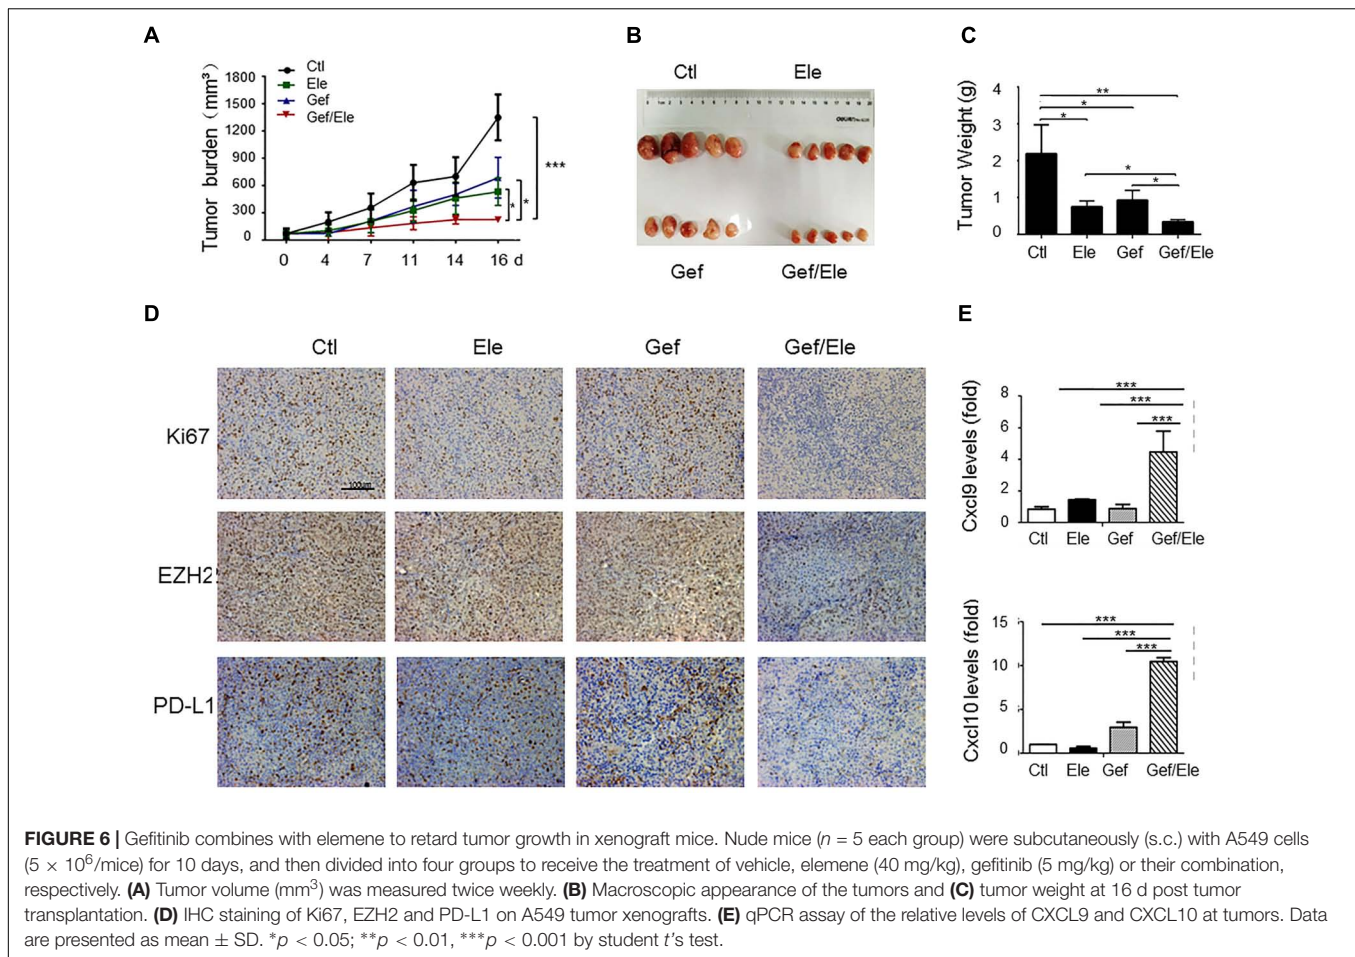 A
Ctl
Ele
Gef
Gef/Ele
Tumor burden (mm³)
1800
1500
1200
900
600
300
0
0 4 7 11 14 16 d
*
*
***
B
Ctl Ele
Gef Gef/Ele
C
Tumor Weight (g)
4
3
2
1
0
**
*
*
*
*
Ctl Ele Gef Gef/Ele
D
Ctl Ele Gef Gef/Ele
Ki67
100um
EZH2
PD-L1
E
Cxcl9 levels (fold)
8
6
4
2
0
***
***
***
Ctl Ele Gef Gef/Ele
Cxcl10 levels (fold)
15
10
5
0
***
***
***
Ctl Ele Gef Gef/Ele
FIGURE 6 | Gefitinib combines with elemene to retard tumor growth in xenograft mice. Nude mice (n = 5 each group) were subcutaneously (s.c.) with A549 cells
(5 × 10⁶/mice) for 10 days, and then divided into four groups to receive the treatment of vehicle, elemene (40 mg/kg), gefitinib (5 mg/kg) or their combination,
respectively. (A) Tumor volume (mm³) was measured twice weekly. (B) Macroscopic appearance of the tumors and (C) tumor weight at 16 d post tumor
transplantation. (D) IHC staining of Ki67, EZH2 and PD-L1 on A549 tumor xenografts. (E) qPCR assay of the relative levels of CXCL9 and CXCL10 at tumors. Data
are presented as mean ± SD. *p < 0.05; **p < 0.01, ***p < 0.001 by student t's test.